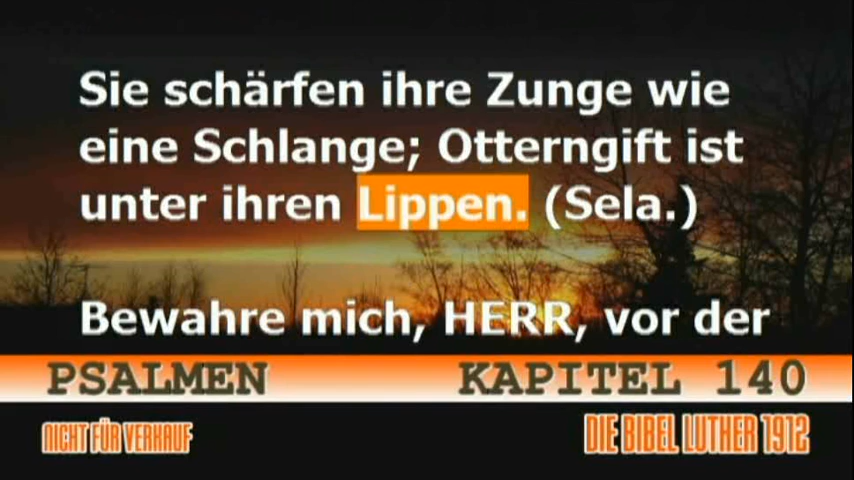 Sie schärfen ihre Zunge wie
eine Schlange; Otterngift ist
unter ihren Lippen. (Sela.)
Bewahre mich, HERR, vor der
PSALMEN KAPITEL 140
NICHT FÜR VERKAUF DIE BIBEL LUTHER 1912